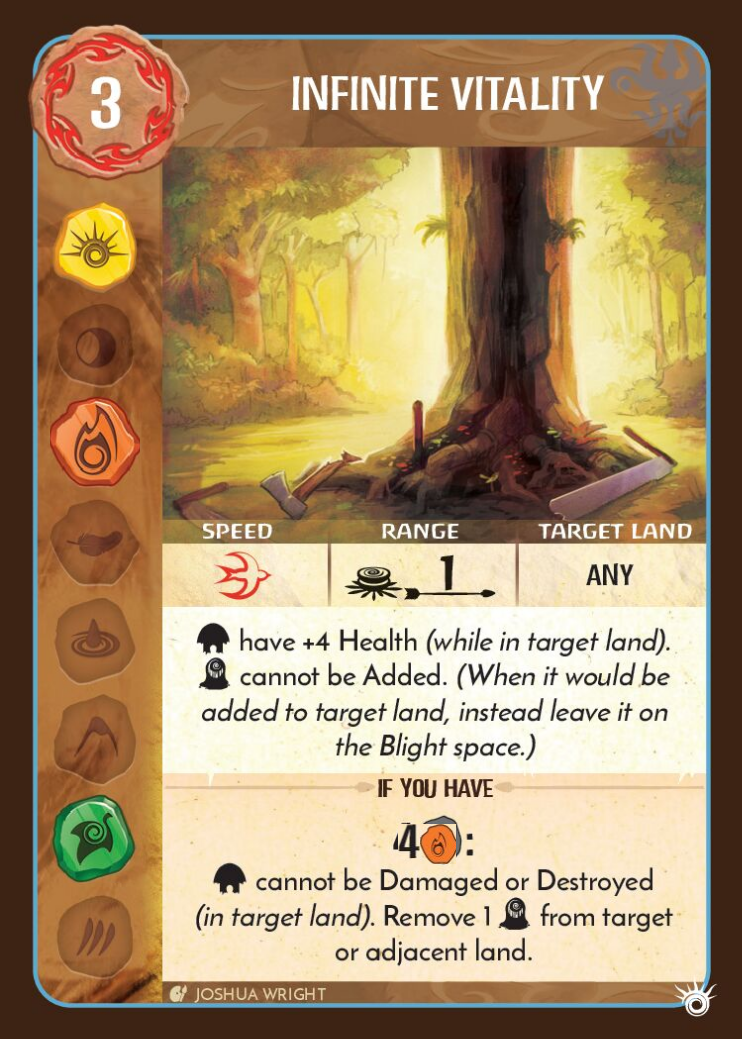 3
INFINITE VITALITY
SPEED RANGE TARGET LAND
1 ANY
have +4 Health (while in target land).
cannot be Added. (When it would be
added to target land, instead leave it on
the Blight space.)
IF YOU HAVE
4 :
cannot be Damaged or Destroyed
(in target land). Remove 1 from target
or adjacent land.
JOSHUA WRIGHT